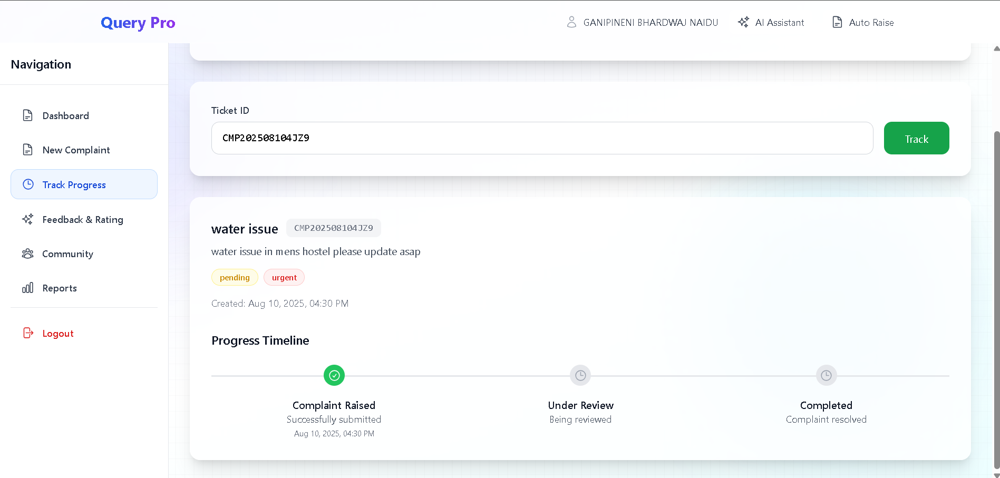 Query Pro
GANIPINENI BHARDWAJ NAIDU
AI Assistant
Auto Raise
Navigation
Dashboard
New Complaint
Track Progress
Feedback & Rating
Community
Reports
Logout
Ticket ID
CMP202508104JZ9
Track
water issue CMP202508104JZ9
water issue in mens hostel please update asap
pending urgent
Created: Aug 10, 2025, 04:30 PM
Progress Timeline
Complaint Raised
Successfully submitted
Aug 10, 2025, 04:30 PM
Under Review
Being reviewed
Completed
Complaint resolved